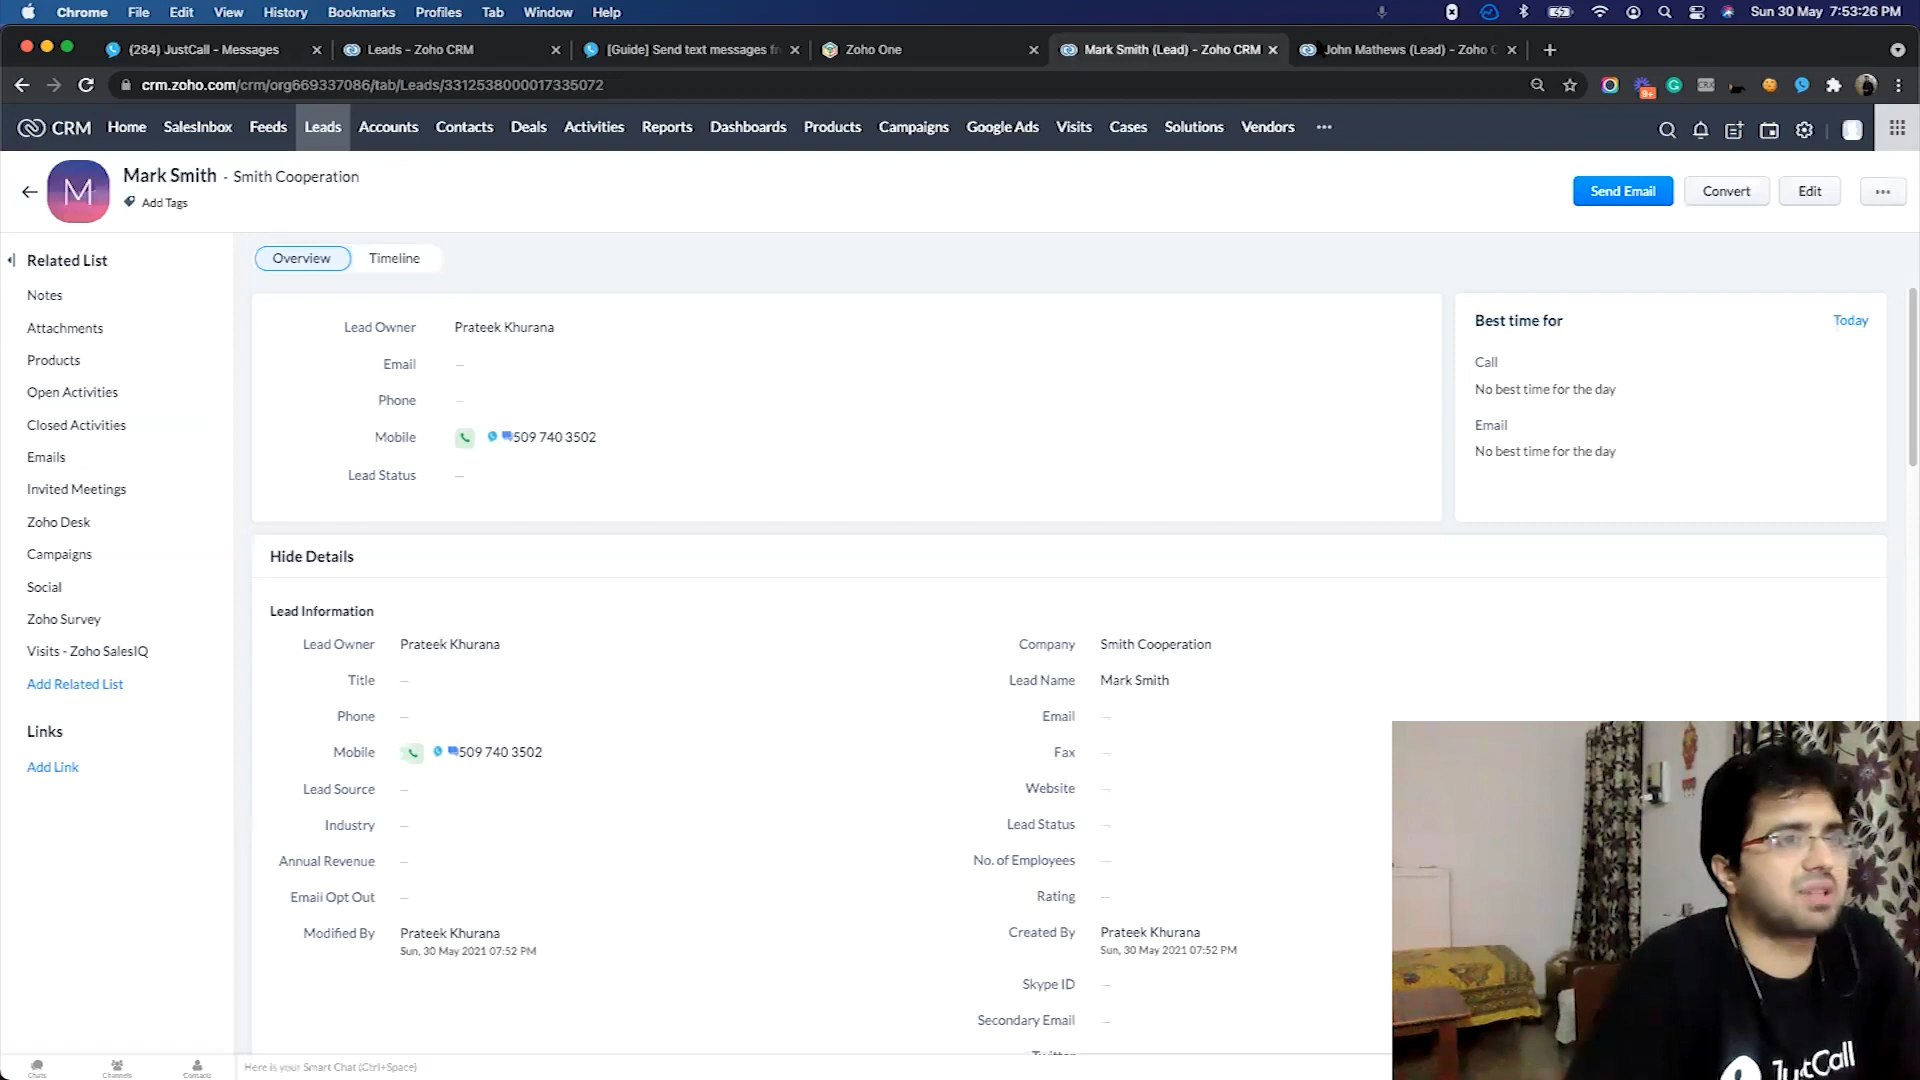 Chrome File Edit View History Bookmarks Profiles Tab Window Help Sun 30 May 7:53:26 PM
(284) JustCall - Messages Leads - Zoho CRM [Guide] Send text messages fr Zoho One Mark Smith (Lead) - Zoho CRM John Mathews (Lead) - Zoho C
crm.zoho.com/crm/org669337086/tab/Leads/3312538000017335072
9+ CRX
CRM Home SalesInbox Feeds Leads Accounts Contacts Deals Activities Reports Dashboards Products Campaigns Google Ads Visits Cases Solutions Vendors
M Mark Smith - Smith Cooperation
Add Tags
Send Email Convert Edit
Related List
Notes
Attachments
Products
Open Activities
Closed Activities
Emails
Invited Meetings
Zoho Desk
Campaigns
Social
Zoho Survey
Visits - Zoho SalesIQ
Add Related List
Links
Add Link
Overview Timeline
Lead Owner Prateek Khurana
Email —
Phone —
Mobile 509 740 3502
Lead Status —
Best time for Today
Call
No best time for the day
Email
No best time for the day
Hide Details
Lead Information
Lead Owner Prateek Khurana
Title —
Phone —
Mobile 509 740 3502
Lead Source —
Industry —
Annual Revenue —
Email Opt Out —
Modified By Prateek Khurana
Sun, 30 May 2021 07:52 PM
Company Smith Cooperation
Lead Name Mark Smith
Email —
Fax —
Website —
Lead Status —
No. of Employees —
Rating —
Created By Prateek Khurana
Sun, 30 May 2021 07:52 PM
Skype ID —
Secondary Email —
Twitter
Chats Channels Contacts Here is your Smart Chat (Ctrl+Space)
JustCall